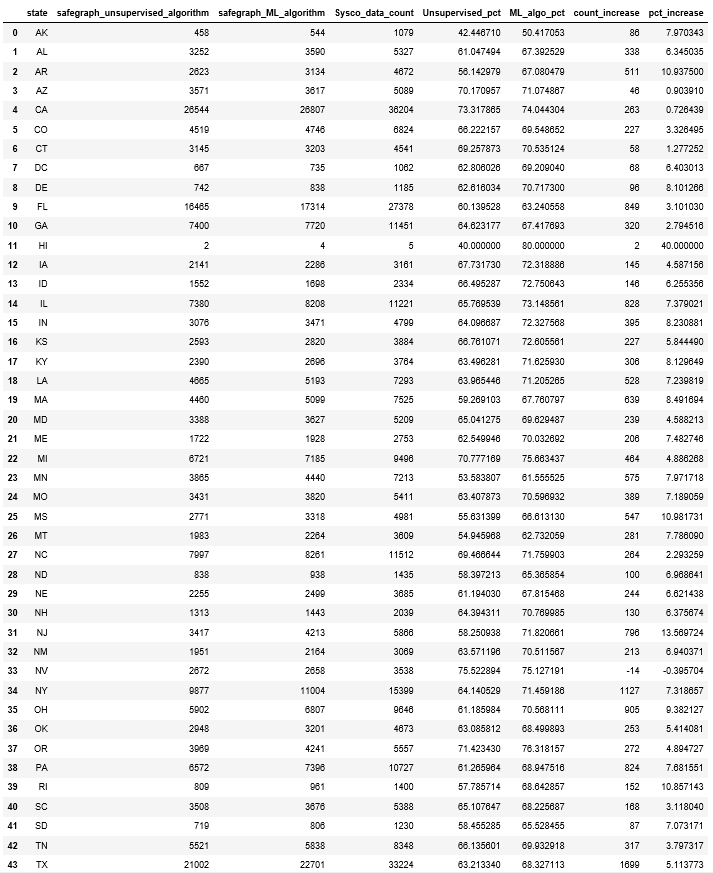 state safegraph_unsupervised_algorithm safegraph_ML_algorithm Sysco_data_count Unsupervised_pct ML_algo_pct count_increase pct_increase
0 AK 458 544 1079 42.446710 50.417053 86 7.970343
1 AL 3252 3590 5327 61.047494 67.392529 338 6.345035
2 AR 2623 3134 4672 56.142979 67.080479 511 10.937500
3 AZ 3571 3617 5089 70.170957 71.074867 46 0.903910
4 CA 26544 26807 36204 73.317865 74.044304 263 0.726439
5 CO 4519 4746 6824 66.222157 69.548652 227 3.326495
6 CT 3145 3203 4541 69.257873 70.535124 58 1.277252
7 DC 667 735 1062 62.806026 69.209040 68 6.403013
8 DE 742 838 1185 62.616034 70.717300 96 8.101266
9 FL 16465 17314 27378 60.139528 63.240558 849 3.101030
10 GA 7400 7720 11451 64.623177 67.417693 320 2.794516
11 HI 2 4 5 40.000000 80.000000 2 40.000000
12 IA 2141 2286 3161 67.731730 72.318886 145 4.587156
13 ID 1552 1698 2334 66.495287 72.750643 146 6.255356
14 IL 7380 8208 11221 65.769539 73.148561 828 7.379021
15 IN 3076 3471 4799 64.096687 72.327568 395 8.230881
16 KS 2593 2820 3884 66.761071 72.605561 227 5.844490
17 KY 2390 2696 3764 63.496281 71.625930 306 8.129649
18 LA 4665 5193 7293 63.965446 71.205265 528 7.239819
19 MA 4460 5099 7525 59.269103 67.760797 639 8.491694
20 MD 3388 3627 5209 65.041275 69.629487 239 4.588213
21 ME 1722 1928 2753 62.549946 70.032692 206 7.482746
22 MI 6721 7185 9496 70.777169 75.663437 464 4.886268
23 MN 3865 4440 7213 53.583807 61.555525 575 7.971718
24 MO 3431 3820 5411 63.407873 70.596932 389 7.189059
25 MS 2771 3318 4981 55.631399 66.613130 547 10.981731
26 MT 1983 2264 3609 54.945968 62.732059 281 7.786090
27 NC 7997 8261 11512 69.466644 71.759903 264 2.293259
28 ND 838 938 1435 58.397213 65.365854 100 6.968641
29 NE 2255 2499 3685 61.194030 67.815468 244 6.621438
30 NH 1313 1443 2039 64.394311 70.769985 130 6.375674
31 NJ 3417 4213 5866 58.250938 71.820661 796 13.569724
32 NM 1951 2164 3069 63.571196 70.511567 213 6.940371
33 NV 2672 2658 3538 75.522894 75.127191 -14 -0.395704
34 NY 9877 11004 15399 64.140529 71.459186 1127 7.318657
35 OH 5902 6807 9646 61.185984 70.568111 905 9.382127
36 OK 2948 3201 4673 63.085812 68.499893 253 5.414081
37 OR 3969 4241 5557 71.423430 76.318157 272 4.894727
38 PA 6572 7396 10727 61.265964 68.947516 824 7.681551
39 RI 809 961 1400 57.785714 68.642857 152 10.857143
40 SC 3508 3676 5388 65.107647 68.225687 168 3.118040
41 SD 719 806 1230 58.455285 65.528455 87 7.073171
42 TN 5521 5838 8348 66.135601 69.932918 317 3.797317
43 TX 21002 22701 33224 63.213340 68.327113 1699 5.113773